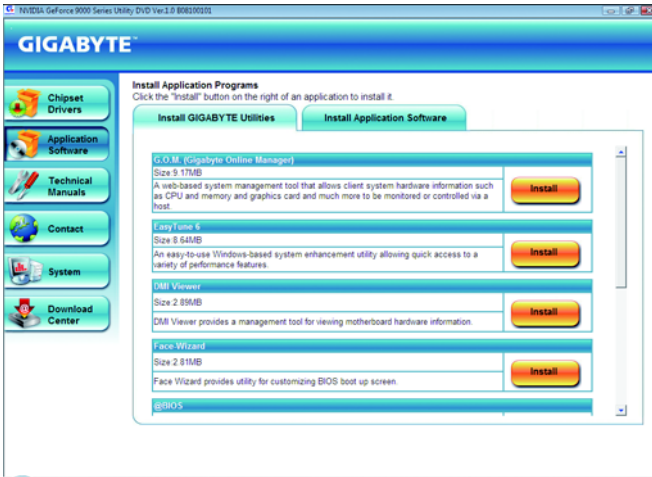 NVIDIA GeForce 9000 Series Utility DVD Ver.1.0 B08100101
GIGABYTE™
Chipset
Drivers
Application
Software
Technical
Manuals
Contact
System
Download
Center
Install Application Programs
Click the "Install" button on the right of an application to install it.
Install GIGABYTE Utilities
Install Application Software
G.O.M. (Gigabyte Online Manager)
Size:9.17MB
A web-based system management tool that allows client system hardware information such
as CPU and memory and graphics card and much more to be monitored or controlled via a
host.
Install
EasyTune 6
Size:8.64MB
An easy-to-use Windows-based system enhancement utility allowing quick access to a
variety of performance features.
Install
DMI Viewer
Size:2.89MB
DMI Viewer provides a management tool for viewing motherboard hardware information.
Install
Face-Wizard
Size:2.81MB
Face Wizard provides utility for customizing BIOS boot up screen.
Install
@BIOS